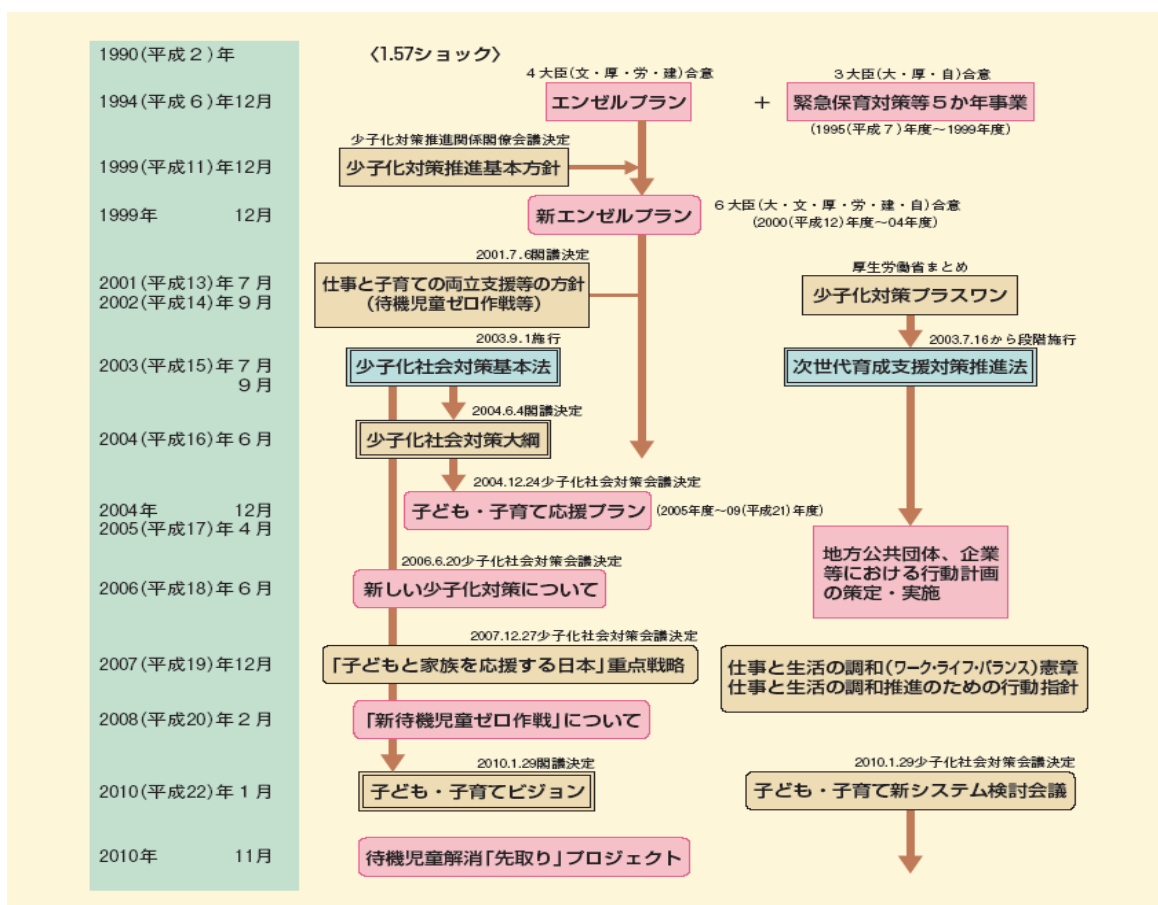 1990(平成2)年
〈1.57ショック〉
4大臣(文・厚・労・建)合意
3大臣(大・厚・自)合意
1994(平成6)年12月
エンゼルプラン
+
緊急保育対策等5か年事業
(1995(平成7)年度〜1999年度)
少子化対策推進関係閣僚会議決定
1999(平成11)年12月
少子化対策推進基本方針
1999年 12月
新エンゼルプラン
6大臣(大・文・厚・労・建・自)合意
(2000(平成12)年度〜04年度)
2001.7.6閣議決定
厚生労働省まとめ
2001(平成13)年7月
2002(平成14)年9月
仕事と子育ての両立支援等の方針
(待機児童ゼロ作戦等)
少子化対策プラスワン
2003.9.1施行
2003.7.16から段階施行
2003(平成15)年7月
9月
少子化社会対策基本法
次世代育成支援対策推進法
2004.6.4閣議決定
2004(平成16)年6月
少子化社会対策大綱
2004.12.24少子化社会対策会議決定
2004年 12月
2005(平成17)年4月
子ども・子育て応援プラン
(2005年度〜09(平成21)年度)
地方公共団体、企業
等における行動計画
の策定・実施
2006.6.20少子化社会対策会議決定
2006(平成18)年6月
新しい少子化対策について
2007.12.27少子化社会対策会議決定
2007(平成19)年12月
「子どもと家族を応援する日本」重点戦略
仕事と生活の調和(ワーク・ライフ・バランス)憲章
仕事と生活の調和推進のための行動指針
2008(平成20)年2月
「新待機児童ゼロ作戦」について
2010.1.29閣議決定
2010.1.29少子化社会対策会議決定
2010(平成22)年1月
子ども・子育てビジョン
子ども・子育て新システム検討会議
2010年 11月
待機児童解消「先取り」プロジェクト